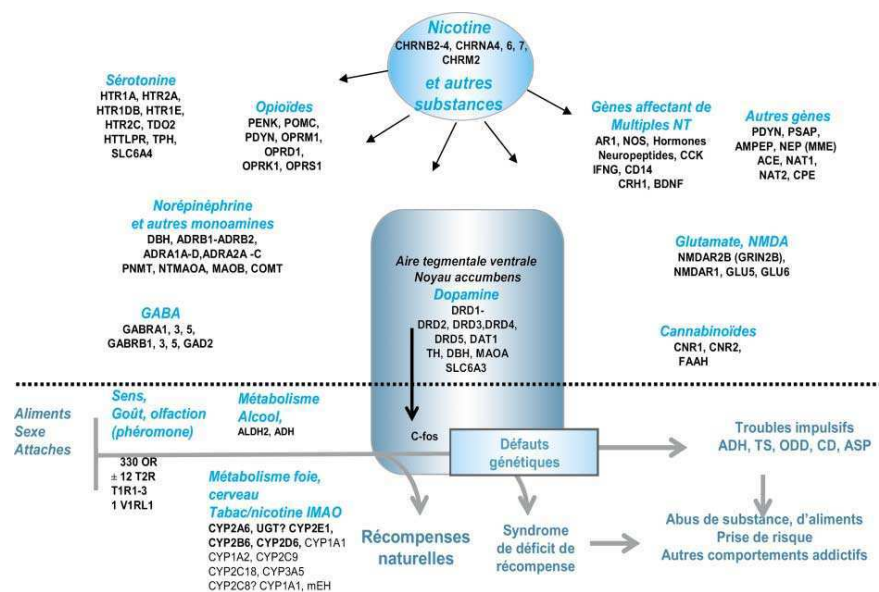 Nicotine
CHRNB2-4, CHRNA4, 6, 7,
CHRM2
et autres
substances
Sérotonine
HTR1A, HTR2A,
HTR1DB, HTR1E,
HTR2C, TDO2
HTTLPR, TPH,
SLC6A4
Opioïdes
PENK, POMC,
PDYN, OPRM1,
OPRD1,
OPRK1, OPRS1
Gènes affectant de
Multiples NT
AR1, NOS, Hormones
Neuropeptides, CCK
IFNG, CD14
CRH1, BDNF
Autres gènes
PDYN, PSAP,
AMPEP, NEP (MME)
ACE, NAT1,
NAT2, CPE
Norépinéphrine
et autres monoamines
DBH, ADRB1-ADRB2,
ADRA1A-D,ADRA2A -C
PNMT, NTMAOA, MAOB, COMT
Aire tegmentale ventrale
Noyau accumbens
Dopamine
DRD1-
DRD2, DRD3,DRD4,
DRD5, DAT1
TH, DBH, MAOA
SLC6A3
Glutamate, NMDA
NMDAR2B (GRIN2B),
NMDAR1, GLU5, GLU6
GABA
GABRA1, 3, 5,
GABRB1, 3, 5, GAD2
Cannabinoïdes
CNR1, CNR2,
FAAH
Aliments
Sexe
Attaches
Sens,
Goût, olfaction
(phéromone)
330 OR
± 12 T2R
T1R1-3
1 V1RL1
Métabolisme
Alcool,
ALDH2, ADH
C-fos
Défauts
génétiques
Troubles impulsifs
ADH, TS, ODD, CD, ASP
Métabolisme foie,
cerveau
Tabac/nicotine IMAO
CYP2A6, UGT? CYP2E1,
CYP2B6, CYP2D6, CYP1A1
CYP1A2, CYP2C9
CYP2C18, CYP3A5
CYP2C8? CYP1A1, mEH
Récompenses
naturelles
Syndrome
de déficit de
récompense
Abus de substance, d'aliments
Prise de risque
Autres comportements addictifs